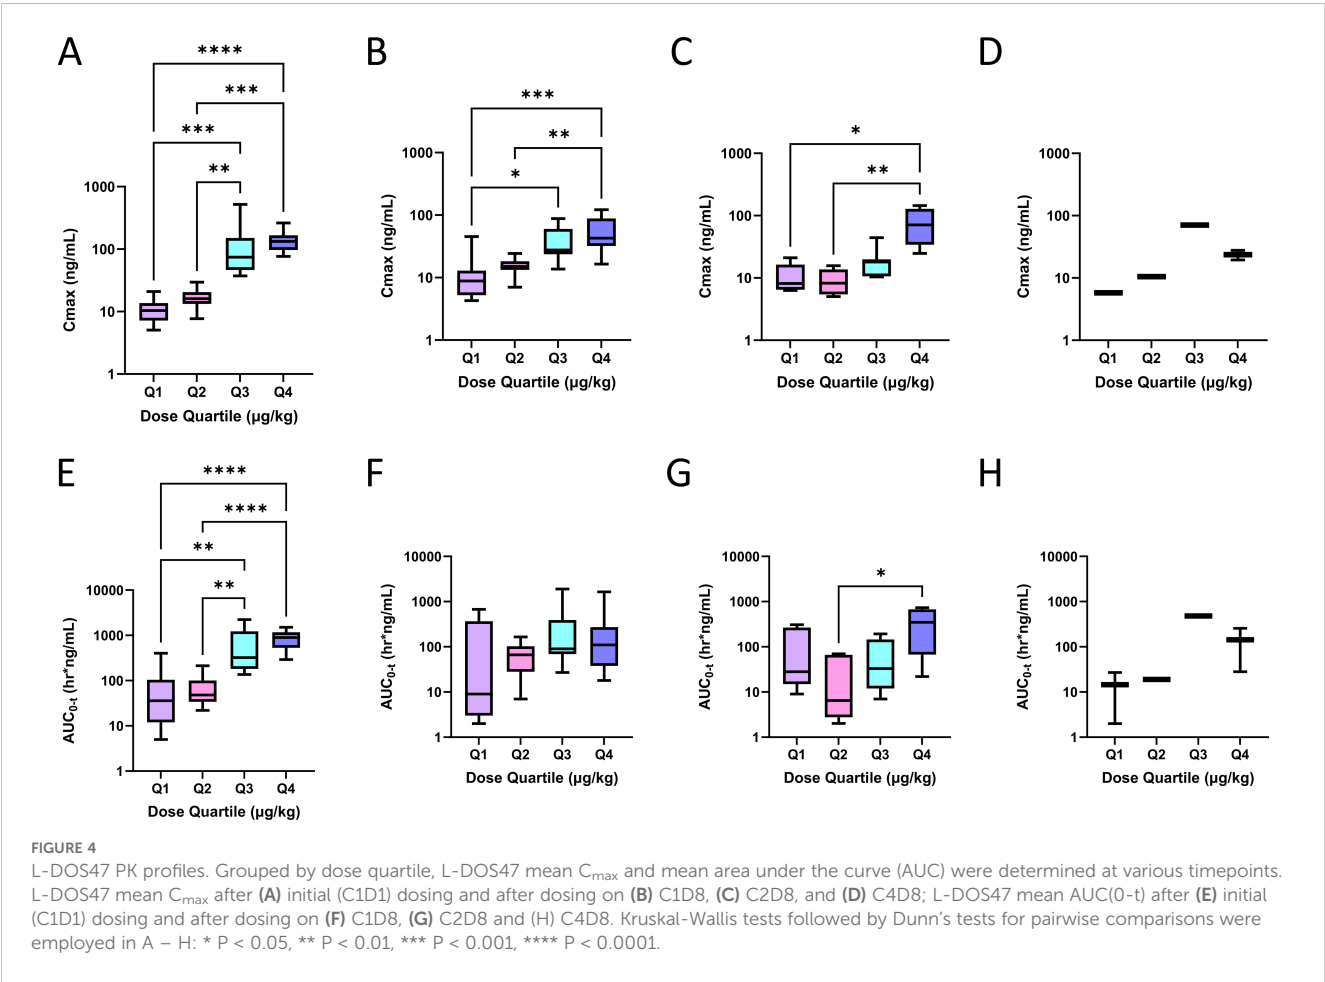 A
****
***
***
**
1000
100
10
1
Cmax (ng/mL)
Q1 Q2 Q3 Q4
Dose Quartile (µg/kg)
B
***
**
*
1000
100
10
1
Cmax (ng/mL)
Q1 Q2 Q3 Q4
Dose Quartile (µg/kg)
C
*
**
1000
100
10
1
Cmax (ng/mL)
Q1 Q2 Q3 Q4
Dose Quartile (µg/kg)
D
1000
100
10
1
Cmax (ng/mL)
Q1 Q2 Q3 Q4
Dose Quartile (µg/kg)
E
****
****
**
**
10000
1000
100
10
1
AUC0-t (hr*ng/mL)
Q1 Q2 Q3 Q4
Dose Quartile (µg/kg)
F
10000
1000
100
10
1
AUC0-t (hr*ng/mL)
Q1 Q2 Q3 Q4
Dose Quartile (µg/kg)
G
*
10000
1000
100
10
1
AUC0-t (hr*ng/mL)
Q1 Q2 Q3 Q4
Dose Quartile (µg/kg)
H
10000
1000
100
10
1
AUC0-t (hr*ng/mL)
Q1 Q2 Q3 Q4
Dose Quartile (µg/kg)
FIGURE 4
L-DOS47 PK profiles. Grouped by dose quartile, L-DOS47 mean Cmax and mean area under the curve (AUC) were determined at various timepoints.
L-DOS47 mean Cmax after (A) initial (C1D1) dosing and after dosing on (B) C1D8, (C) C2D8, and (D) C4D8; L-DOS47 mean AUC(0-t) after (E) initial
(C1D1) dosing and after dosing on (F) C1D8, (G) C2D8 and (H) C4D8. Kruskal-Wallis tests followed by Dunn’s tests for pairwise comparisons were
employed in A – H: * P < 0.05, ** P < 0.01, *** P < 0.001, **** P < 0.0001.